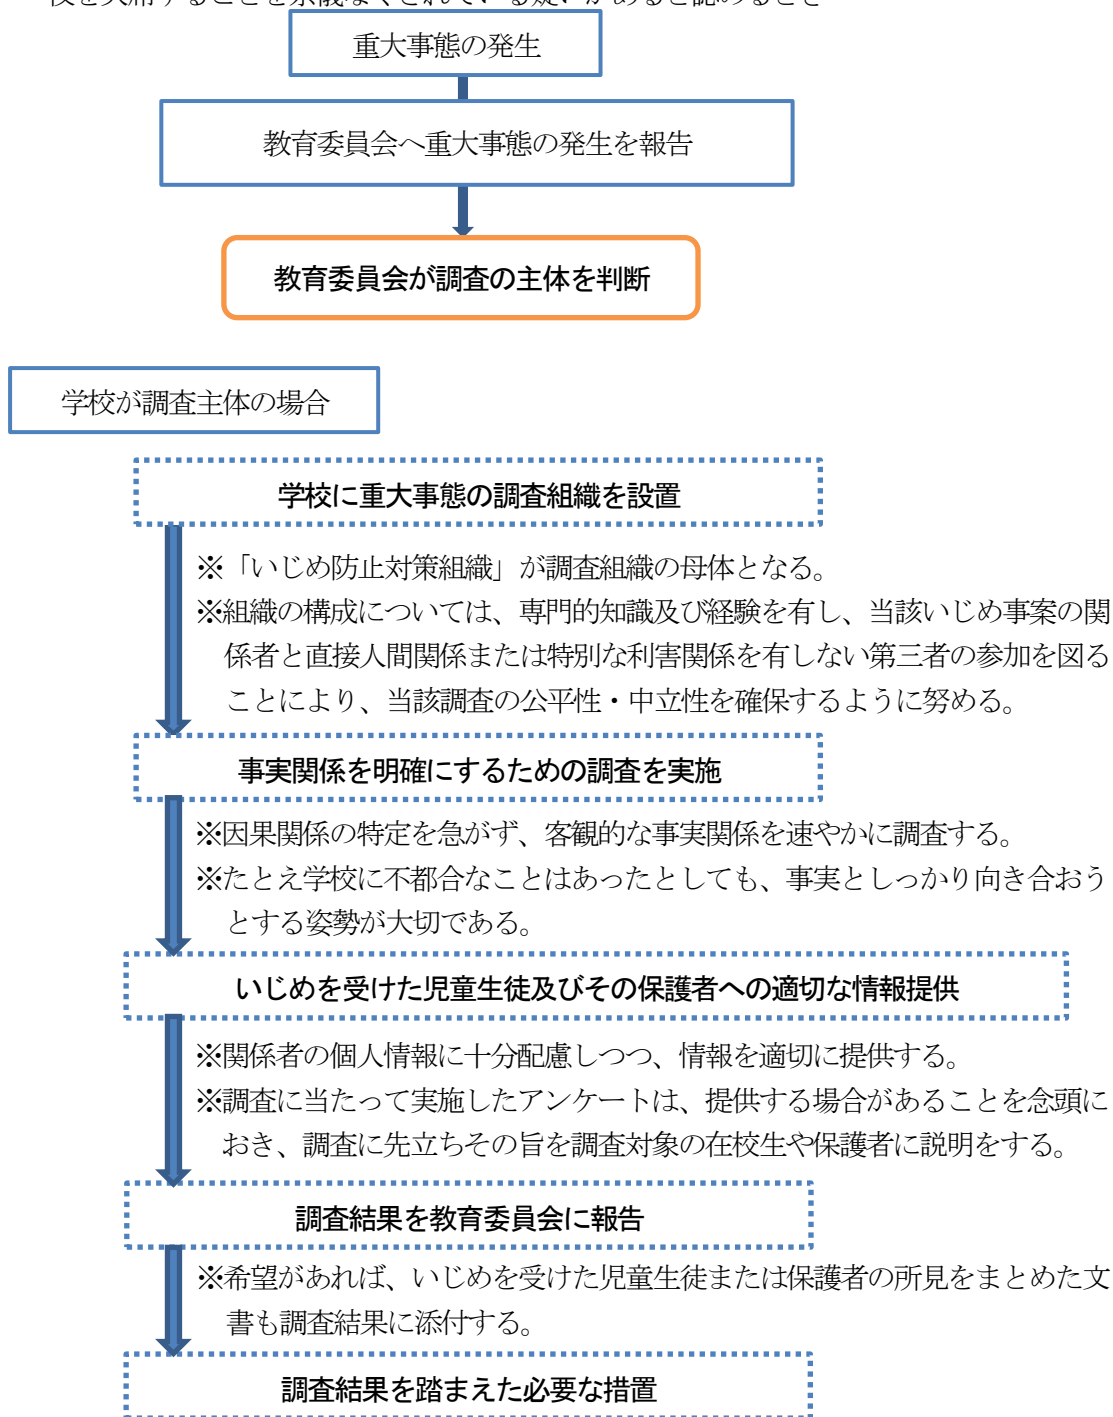 重大事態の発生
教育委員会へ重大事態の発生を報告
教育委員会が調査の主体を判断
学校が調査主体の場合
学校に重大事態の調査組織を設置
※「いじめ防止対策組織」が調査組織の母体となる。
※組織の構成については、専門的知識及び経験を有し、当該いじめ事案の関
係者と直接人間関係または特別な利害関係を有しない第三者の参加を図る
ことにより、当該調査の公平性・中立性を確保するように努める。
事実関係を明確にするための調査を実施
※因果関係の特定を急がず、客観的な事実関係を速やかに調査する。
※たとえ学校に不都合なことはあったとしても、事実としっかり向き合おう
とする姿勢が大切である。
いじめを受けた児童生徒及びその保護者への適切な情報提供
※関係者の個人情報に十分配慮しつつ、情報を適切に提供する。
※調査に当たって実施したアンケートは、提供する場合があることを念頭に
おき、調査に先立ちその旨を調査対象の在校生や保護者に説明をする。
調査結果を教育委員会に報告
※希望があれば、いじめを受けた児童生徒または保護者の所見をまとめた文
書も調査結果に添付する。
調査結果を踏まえた必要な措置